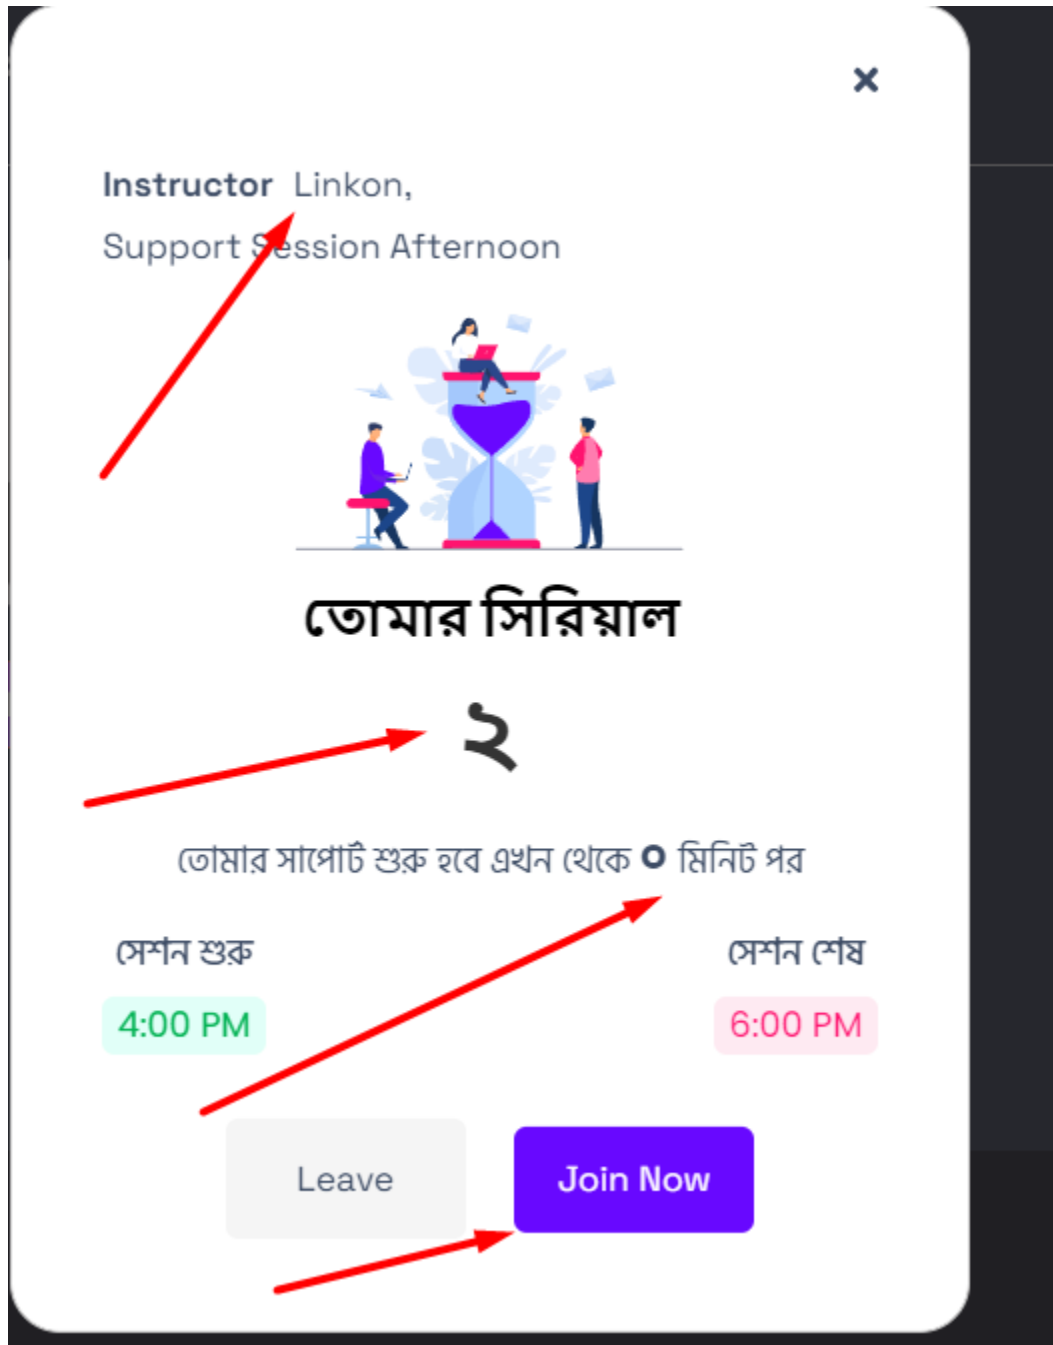 Instructor Linkon,
Support Session Afternoon
তোমার সিরিয়াল
২
তোমার সাপোর্ট শুরু হবে এখন থেকে ০ মিনিট পর
সেশন শুরু সেশন শেষ
4:00 PM 6:00 PM
Leave Join Now